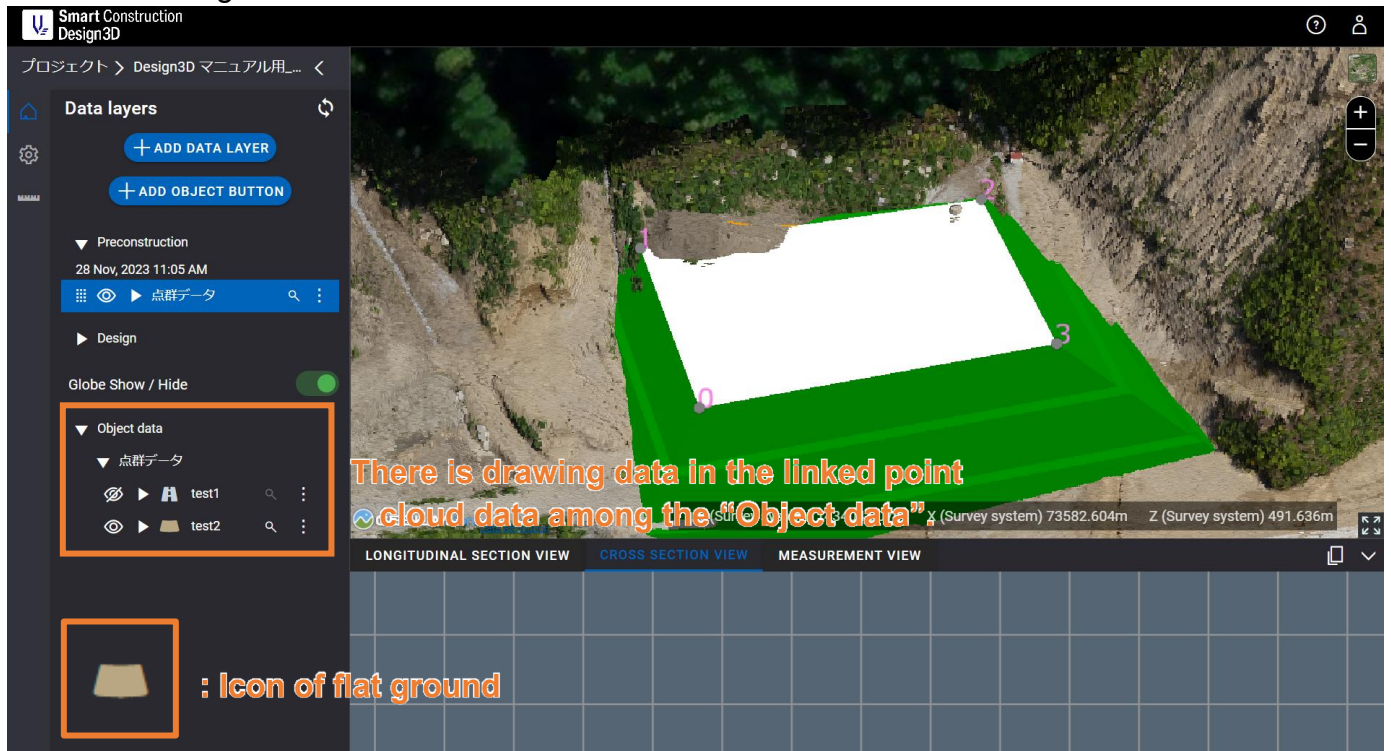 Smart Construction
Design3D
プロジェクト > Design3D マニュアル用_... <
Data layers
+ ADD DATA LAYER
+ ADD OBJECT BUTTON
Preconstruction
28 Nov, 2023 11:05 AM
点群データ
Design
Globe Show / Hide
Object data
点群データ
test1
test2
: Icon of flat ground
1
2
0
3
There is drawing data in the linked point
cloud data among the “Object data”.
X (Survey system) 73582.604m Z (Survey system) 491.636m
LONGITUDINAL SECTION VIEW CROSS SECTION VIEW MEASUREMENT VIEW